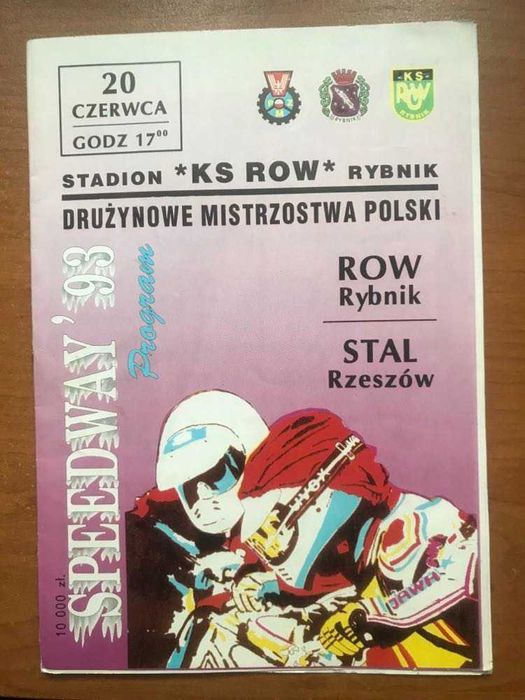 20
CZERWCA
GODZ 17⁰⁰
RYBNIK
KS
ROW
RYBNIK
STADION *KS ROW* RYBNIK
DRUŻYNOWE MISTRZOSTWA POLSKI
SPEEDWAY '93
Program
ROW
Rybnik
STAL
Rzeszów
JAWA
10 000 zł.